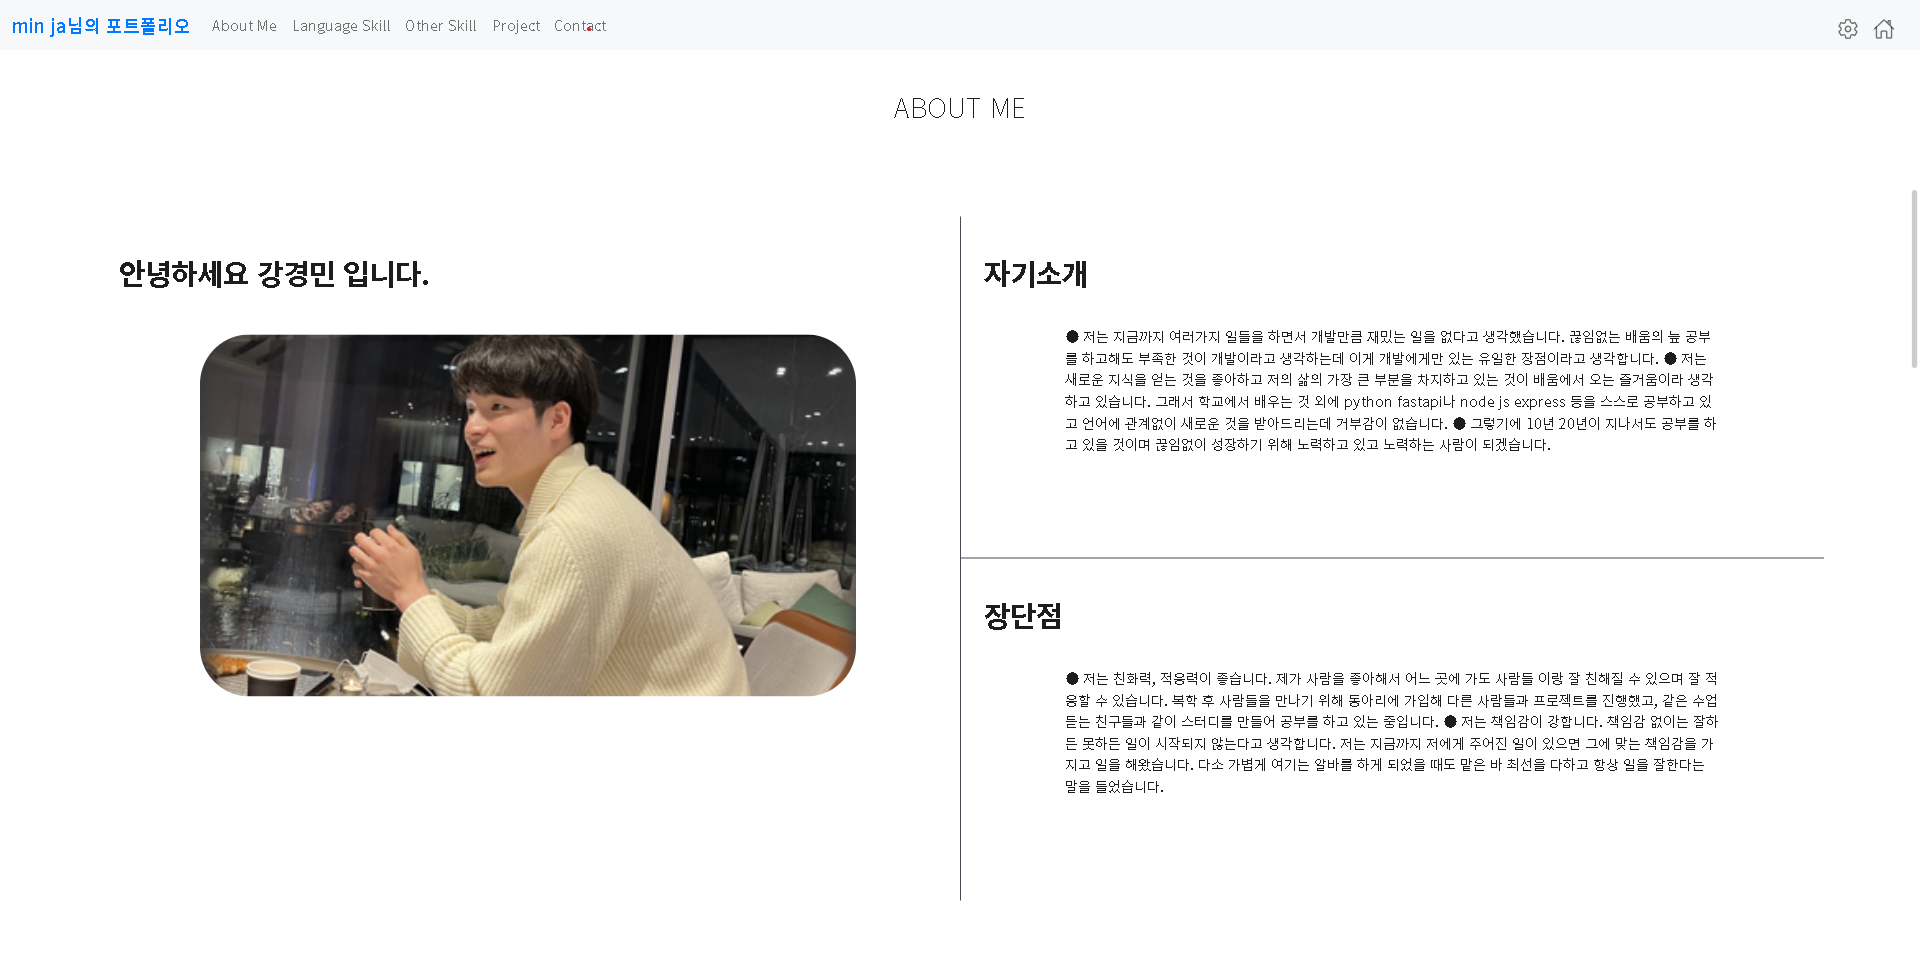 min ja님의 포트폴리오 About Me Language Skill Other Skill Project Contact
ABOUT ME
안녕하세요 강경민 입니다.
자기소개
● 저는 지금까지 여러가지 일들을 하면서 개발만큼 재밌는 일을 없다고 생각했습니다. 끊임없는 배움의 늪 공부
를 하고해도 부족한 것이 개발이라고 생각하는데 이게 개발에게만 있는 유일한 장점이라고 생각합니다. ● 저는
새로운 지식을 얻는 것을 좋아하고 저의 삶의 가장 큰 부분을 차지하고 있는 것이 배움에서 오는 즐거움이라 생각
하고 있습니다. 그래서 학교에서 배우는 것 외에 python fastapi나 node js express 등을 스스로 공부하고 있
고 언어에 관계없이 새로운 것을 받아드리는데 거부감이 없습니다. ● 그렇기에 10년 20년이 지나서도 공부를 하
고 있을 것이며 끊임없이 성장하기 위해 노력하고 있고 노력하는 사람이 되겠습니다.
장단점
● 저는 친화력, 적응력이 좋습니다. 제가 사람을 좋아해서 어느 곳에 가도 사람들 이랑 잘 친해질 수 있으며 잘 적
응할 수 있습니다. 복학 후 사람들을 만나기 위해 동아리에 가입해 다른 사람들과 프로젝트를 진행했고, 같은 수업
듣는 친구들과 같이 스터디를 만들어 공부를 하고 있는 중입니다. ● 저는 책임감이 강합니다. 책임감 없이는 잘하
든 못하든 일이 시작되지 않는다고 생각합니다. 저는 지금까지 저에게 주어진 일이 있으면 그에 맞는 책임감을 가
지고 일을 해왔습니다. 다소 가볍게 여기는 알바를 하게 되었을 때도 맡은 바 최선을 다하고 항상 일을 잘한다는
말을 들었습니다.